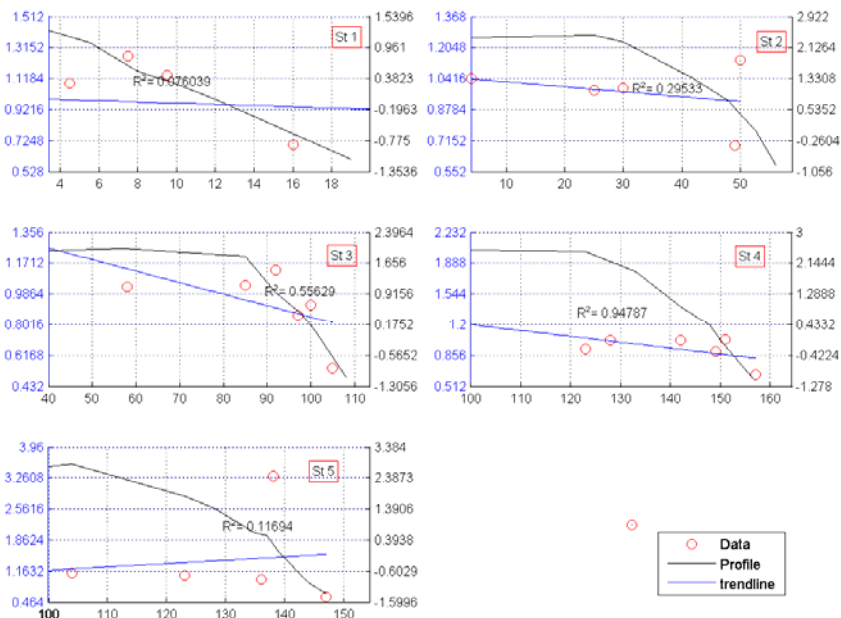 1.512 1.5396
1.3152 0.961
1.1184 0.3823
0.9216 -0.1963
0.7248 -0.775
0.528 -1.3536
4 6 8 10 12 14 16 18
St 1
R²= 0.076039
1.368 2.922
1.2048 2.1264
1.0416 1.3308
0.8784 0.5352
0.7152 -0.2604
0.552 -1.056
10 20 30 40 50
St 2
R²= 0.29533
1.356 2.3964
1.1712 1.656
0.9864 0.9156
0.8016 0.1752
0.6168 -0.5652
0.432 -1.3056
40 50 60 70 80 90 100 110
St 3
R²= 0.55629
2.232 3
1.888 2.1444
1.544 1.2888
1.2 0.4332
0.856 -0.4224
0.512 -1.278
100 110 120 130 140 150 160
St 4
R²= 0.94787
3.96 3.384
3.2608 2.3873
2.5616 1.3906
1.8624 0.3938
1.1632 -0.6029
0.464 -1.5996
100 110 120 130 140 150
St 5
R²= 0.11694
Data
Profile
trendline